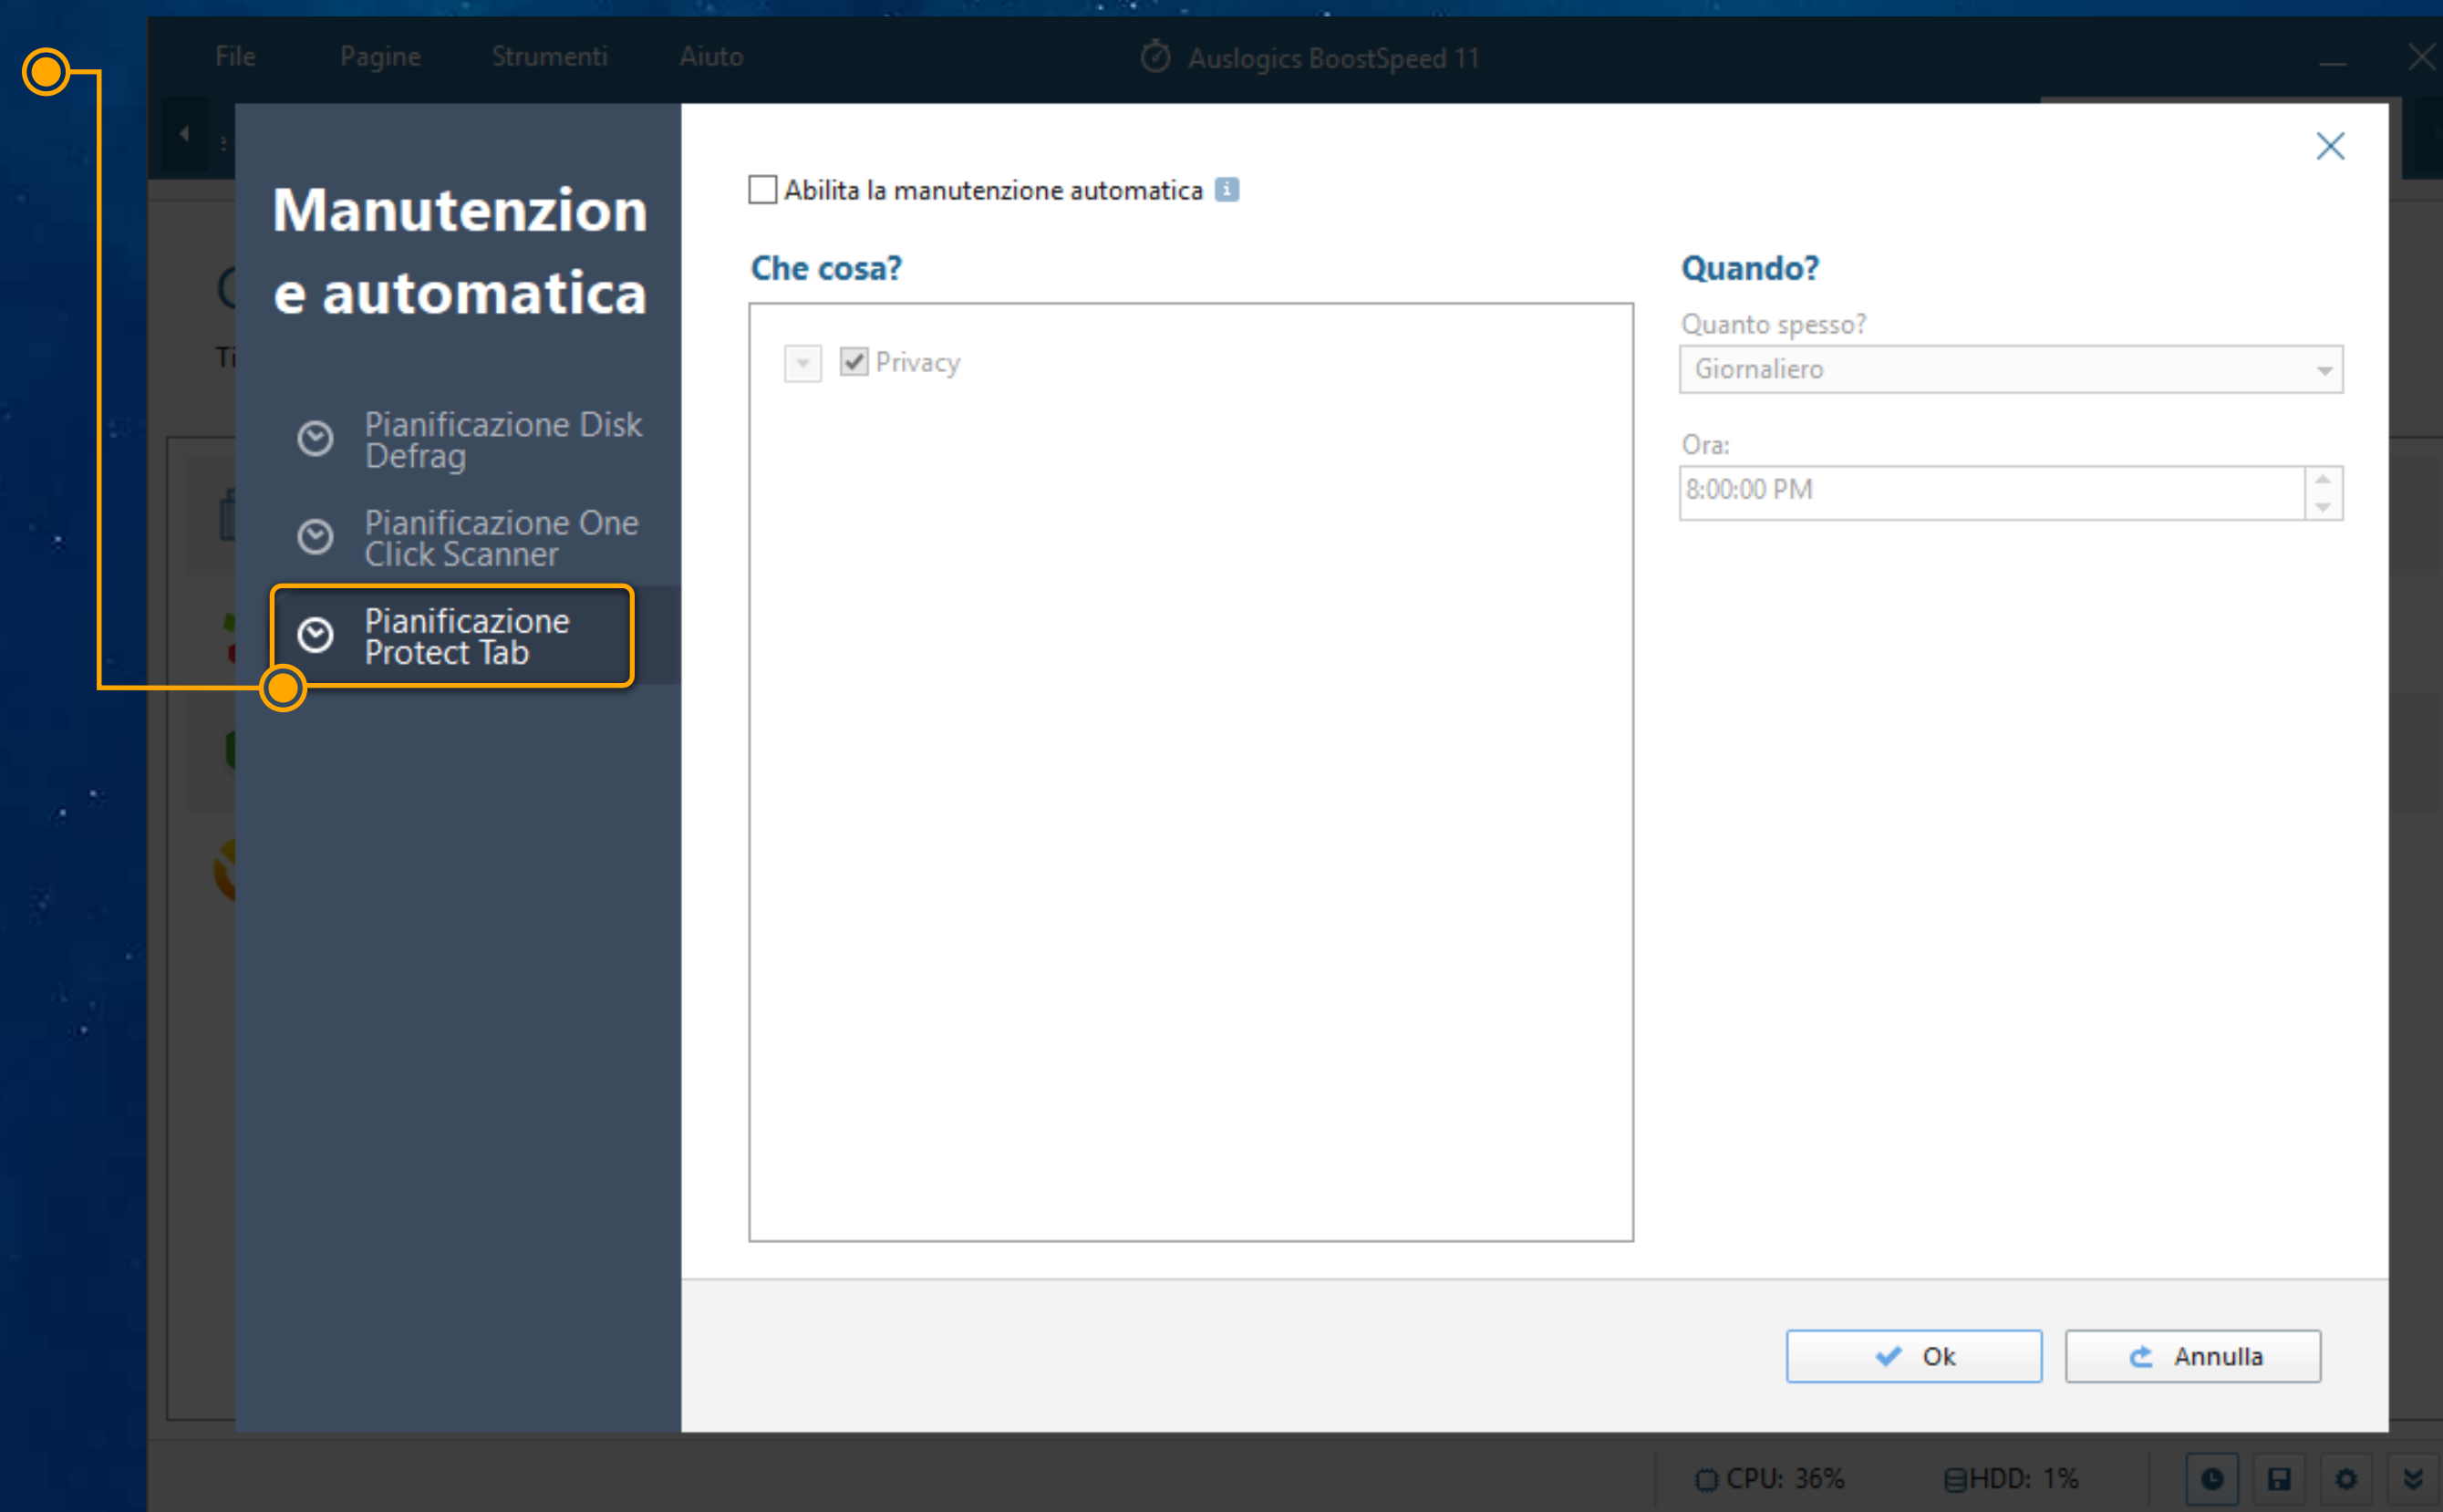 File Pagine Strumenti Aiuto Auslogics BoostSpeed 11
Manutenzion
e automatica
Pianificazione Disk
Defrag
Pianificazione One
Click Scanner
Pianificazione
Protect Tab
Abilita la manutenzione automatica
Che cosa?
Privacy
Quando?
Quanto spesso?
Giornaliero
Ora:
8:00:00 PM
Ok Annulla
CPU: 36% HDD: 1%